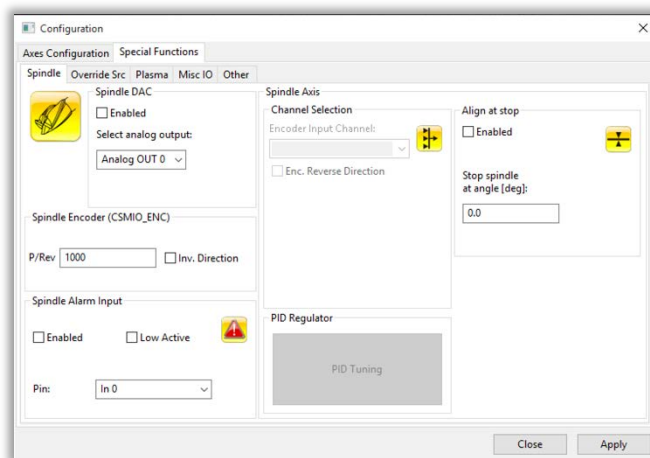 Configuration
Axes Configuration Special Functions
Spindle Override Src Plasma Misc IO Other
Spindle DAC
Enabled
Select analog output:
Analog OUT 0
Spindle Encoder (CSMIO_ENC)
P/Rev 1000 Inv. Direction
Spindle Alarm Input
Enabled Low Active
Pin: In 0
Spindle Axis
Channel Selection
Encoder Input Channel:
Enc. Reverse Direction
PID Regulator
PID Tuning
Align at stop
Enabled
Stop spindle
at angle [deg]:
0.0
Close Apply